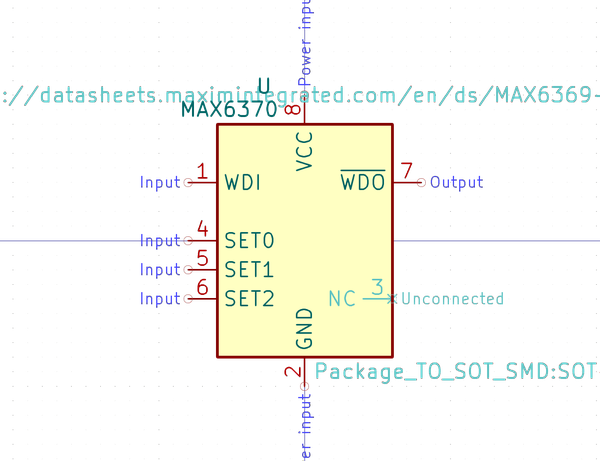 Power input
U
://datasheets.maximintegrated.com/en/ds/MAX6369-
MAX6370
8
VCC
Input 1 WDI
WDO 7 Output
Input 4 SET0
Input 5 SET1
Input 6 SET2
NC 3 Unconnected
GND
2
Package_TO_SOT_SMD:SOT-
er input